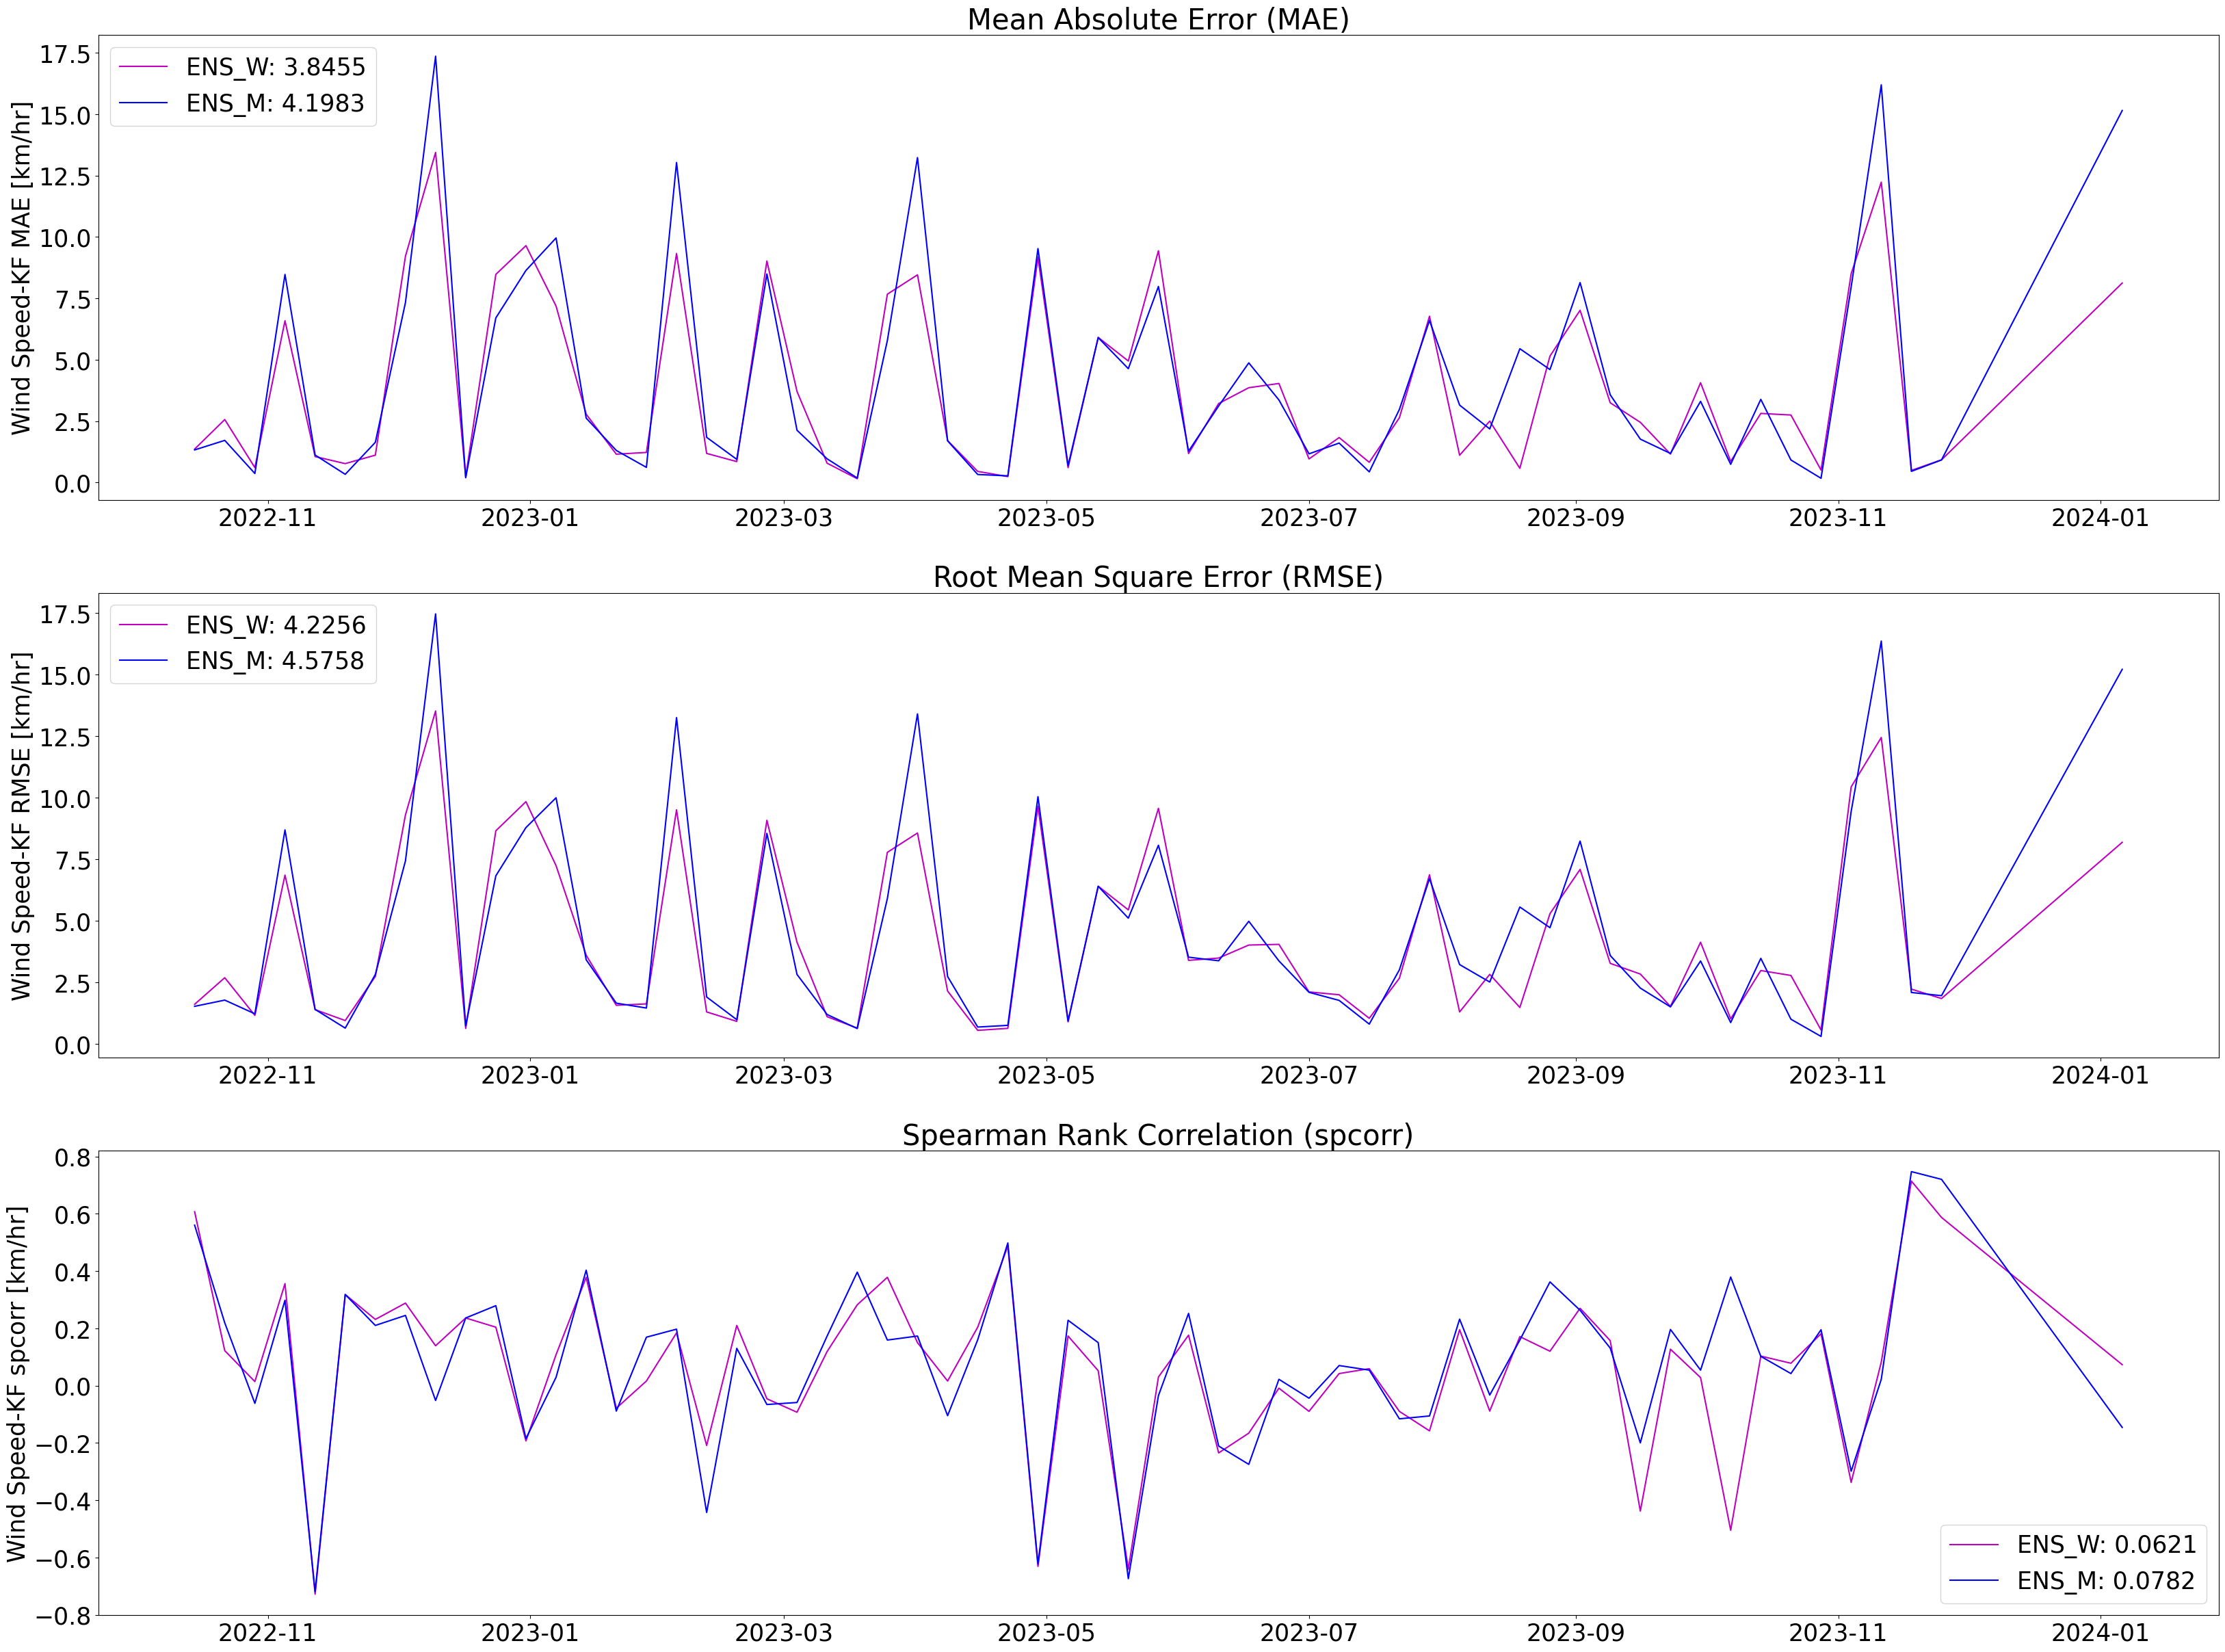 Mean Absolute Error (MAE)
Wind Speed-KF MAE [km/hr]
17.5
15.0
12.5
10.0
7.5
5.0
2.5
0.0
ENS_W: 3.8455
ENS_M: 4.1983
2022-11 2023-01 2023-03 2023-05 2023-07 2023-09 2023-11 2024-01
Root Mean Square Error (RMSE)
Wind Speed-KF RMSE [km/hr]
17.5
15.0
12.5
10.0
7.5
5.0
2.5
0.0
ENS_W: 4.2256
ENS_M: 4.5758
2022-11 2023-01 2023-03 2023-05 2023-07 2023-09 2023-11 2024-01
Spearman Rank Correlation (spcorr)
Wind Speed-KF spcorr [km/hr]
0.8
0.6
0.4
0.2
0.0
−0.2
−0.4
−0.6
−0.8
ENS_W: 0.0621
ENS_M: 0.0782
2022-11 2023-01 2023-03 2023-05 2023-07 2023-09 2023-11 2024-01